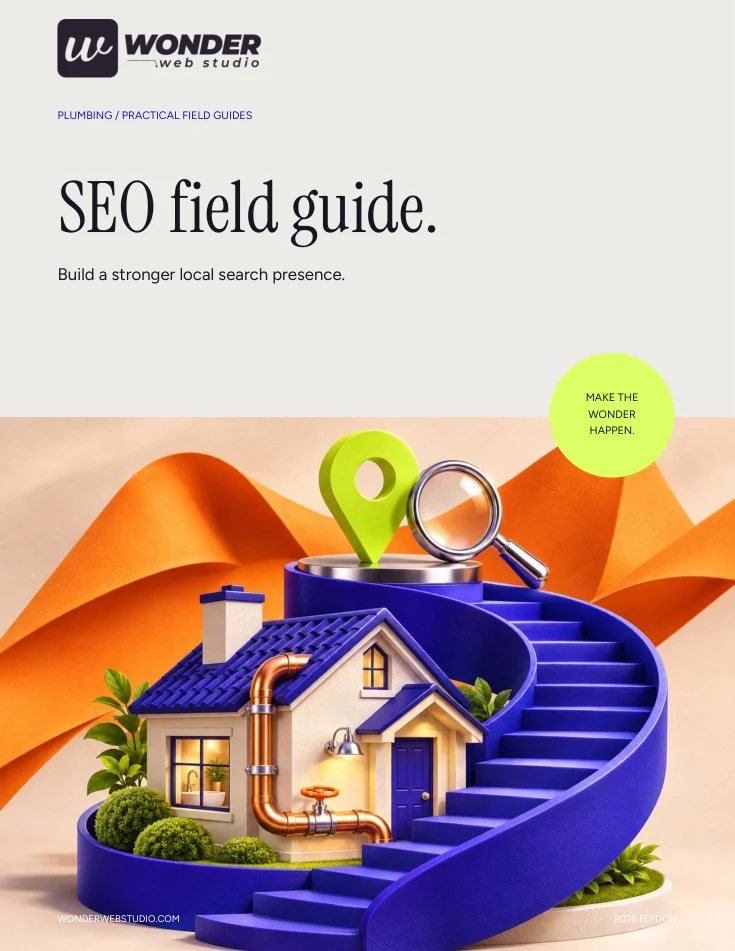 w WONDER
web studio
PLUMBING / PRACTICAL FIELD GUIDES
SEO field guide.
Build a stronger local search presence.
MAKE THE
WONDER
HAPPEN.
WONDERWEBSTUDIO.COM
2026 EDITION